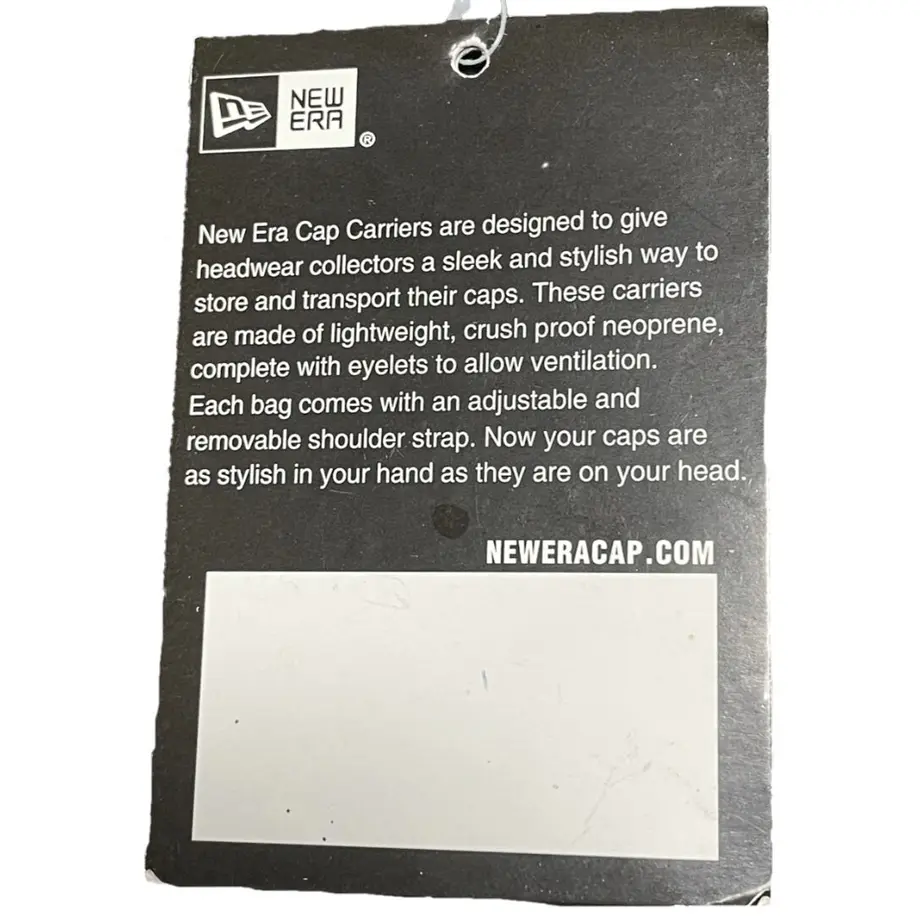 NEW
ERA
®
New Era Cap Carriers are designed to give
headwear collectors a sleek and stylish way to
store and transport their caps. These carriers
are made of lightweight, crush proof neoprene,
complete with eyelets to allow ventilation.
Each bag comes with an adjustable and
removable shoulder strap. Now your caps are
as stylish in your hand as they are on your head.
NEWERACAP.COM